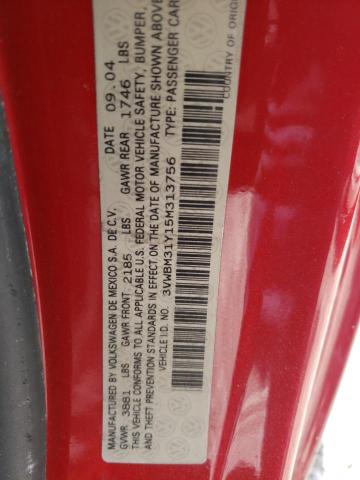 MANUFACTURED BY VOLKSWAGEN DE MEXICO S.A. DE C.V. DATE 09.04
GVWR 3881 LBS GAWR FRONT 2185 LBS GAWR REAR 1746 LBS
THIS VEHICLE CONFORMS TO ALL APPLICABLE U.S. FEDERAL MOTOR VEHICLE SAFETY, BUMPER,
AND THEFT PREVENTION STANDARDS IN EFFECT ON THE DATE OF MANUFACTURE SHOWN ABOVE
VEHICLE I.D. NO. 3VWBM31Y15M313756 TYPE: PASSENGER CAR
COUNTRY OF ORIGI